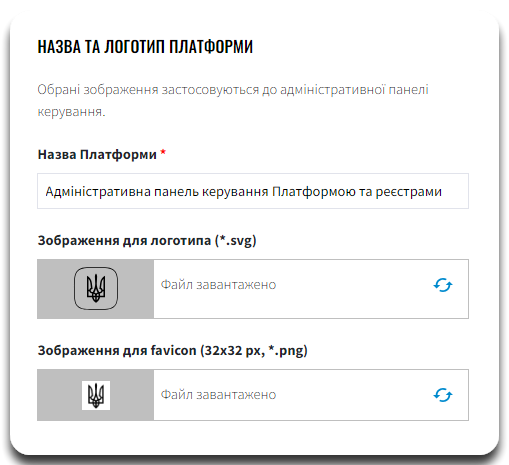 НАЗВА ТА ЛОГОТИП ПЛАТФОРМИ
Обрані зображення застосовуються до адміністративної панелі
керування.
Назва Платформи *
Адміністративна панель керування Платформою та реєстрами
Зображення для логотипа (*.svg)
Файл завантажено
Зображення для favicon (32x32 px, *.png)
Файл завантажено